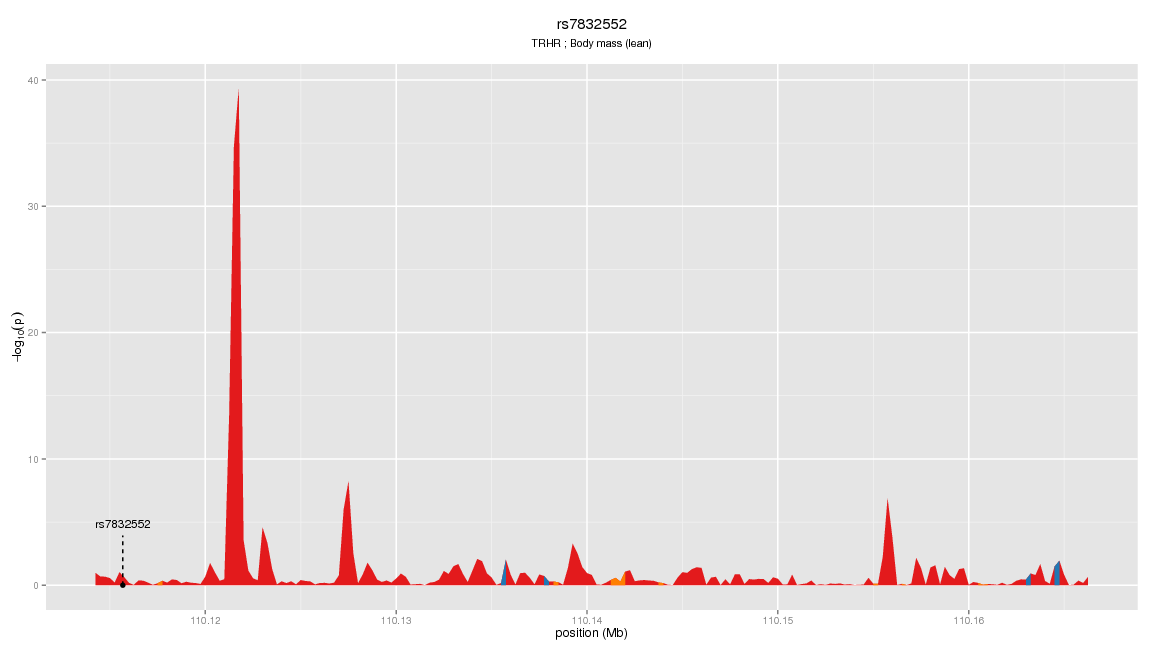 rs7832552
TRHR ; Body mass (lean)
−log10(p)
40
30
20
10
0
rs7832552
110.12 110.13 110.14 110.15 110.16
position (Mb)